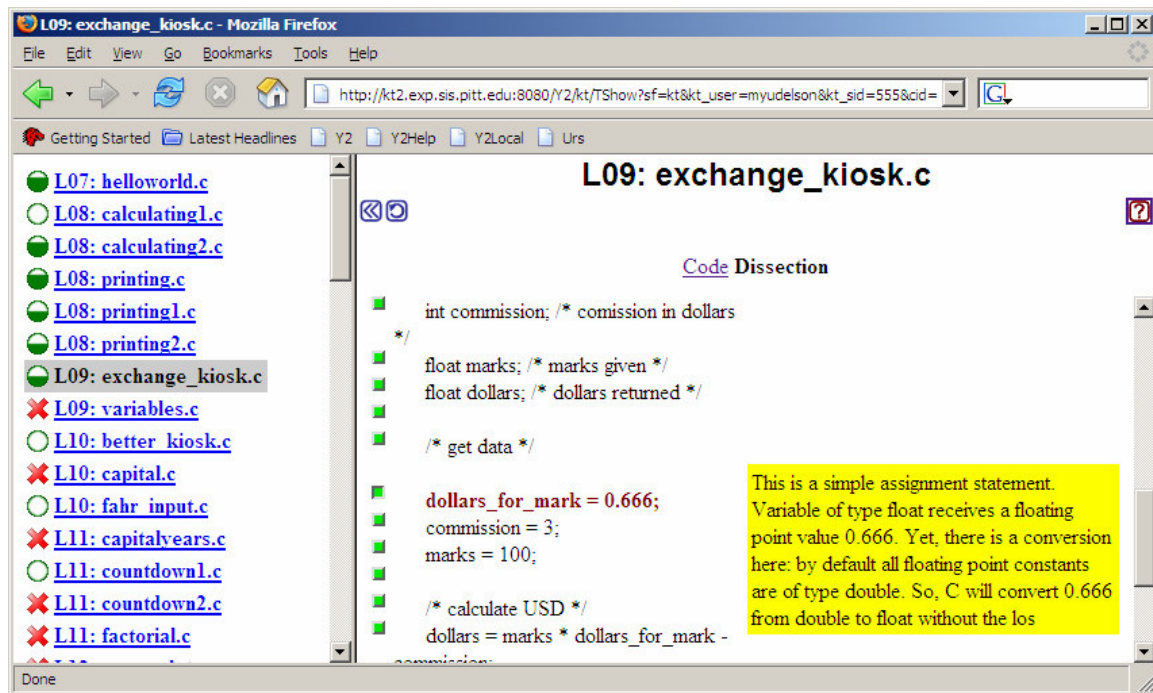 L09: exchange_kiosk.c - Mozilla Firefox
File Edit View Go Bookmarks Tools Help
http://kt2.exp.sis.pitt.edu:8080/Y2/kt/TShow?sf=kt&kt_user=myudelson&kt_sid=555&cid=
G
Getting Started Latest Headlines Y2 Y2Help Y2Local Urs
L07: helloworld.c
L08: calculating1.c
L08: calculating2.c
L08: printing.c
L08: printing1.c
L08: printing2.c
L09: exchange_kiosk.c
L09: variables.c
L10: better_kiosk.c
L10: capital.c
L10: fahr_input.c
L11: capitalyears.c
L11: countdown1.c
L11: countdown2.c
L11: factorial.c
L09: exchange_kiosk.c
?
Code Dissection
int commission; /* comission in dollars
*/
float marks; /* marks given */
float dollars; /* dollars returned */
/* get data */
dollars_for_mark = 0.666;
commission = 3;
marks = 100;
/* calculate USD */
dollars = marks * dollars_for_mark -
commission;
This is a simple assignment statement.
Variable of type float receives a floating
point value 0.666. Yet, there is a conversion
here: by default all floating point constants
are of type double. So, C will convert 0.666
from double to float without the los
Done